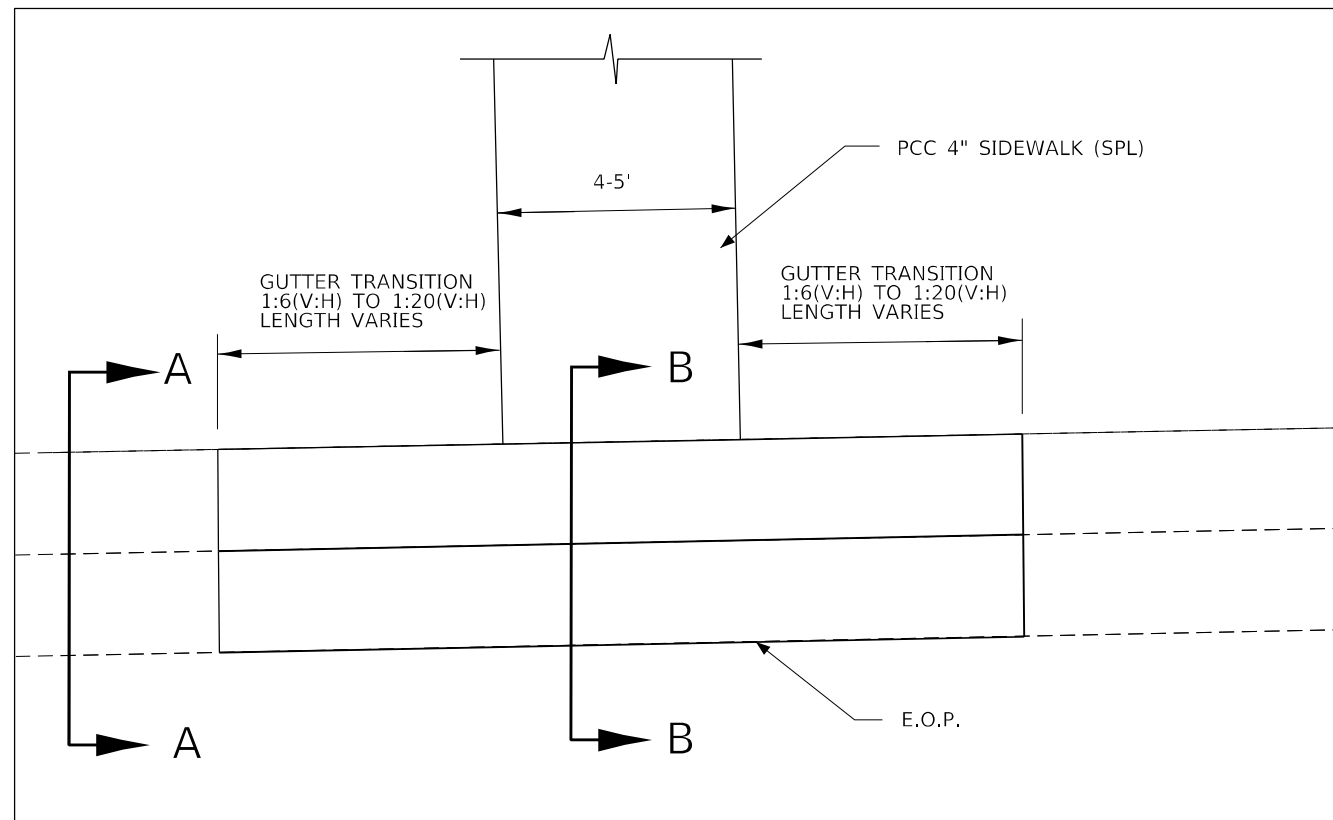 PCC 4" SIDEWALK (SPL)
4-5'
GUTTER TRANSITION
1:6(V:H) TO 1:20(V:H)
LENGTH VARIES
GUTTER TRANSITION
1:6(V:H) TO 1:20(V:H)
LENGTH VARIES
A
B
E.O.P.
A
B